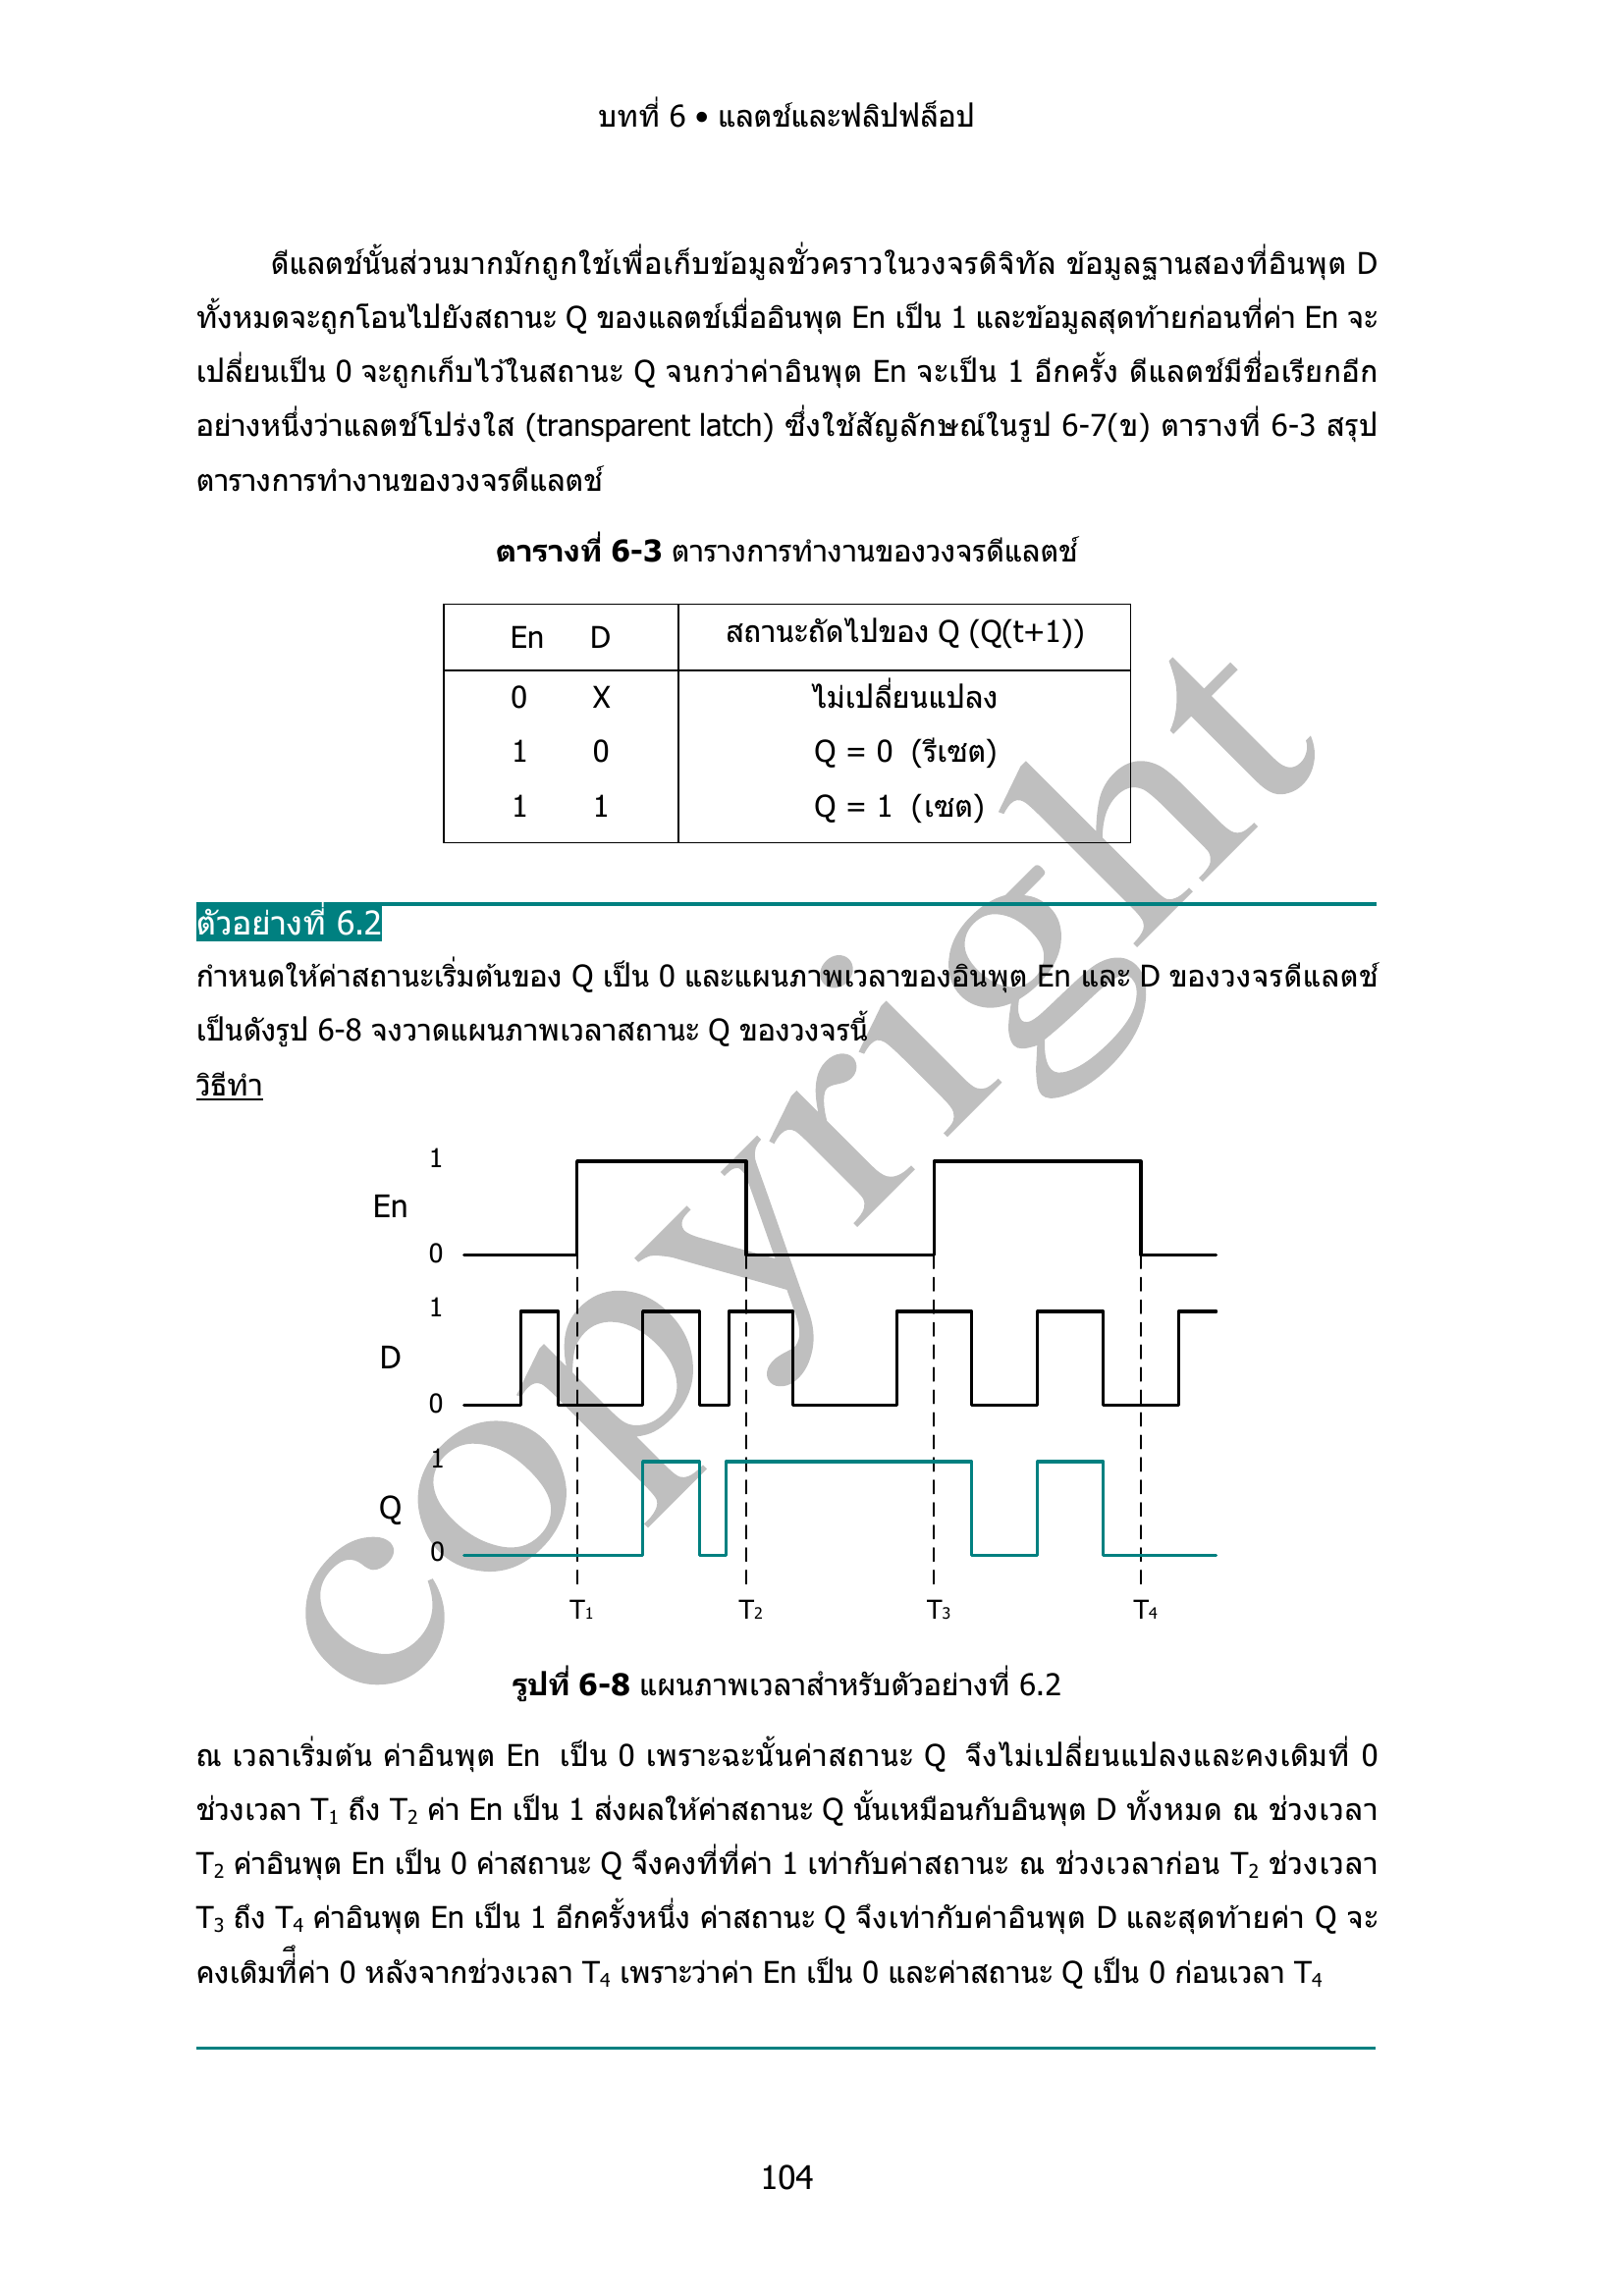 บทที่ 6 • แลตช์และฟลิปฟล็อป
ดีแลตช์นั้นส่วนมากมักถูกใช้เพื่อเก็บข้อมูลชั่วคราวในวงจรดิจิทัล ข้อมูลฐานสองที่อินพุต D
ทั้งหมดจะถูกโอนไปยังสถานะ Q ของแลตช์เมื่ออินพุต En เป็น 1 และข้อมูลสุดท้ายก่อนที่ค่า En จะ
เปลี่ยนเป็น 0 จะถูกเก็บไว้ในสถานะ Q จนกว่าค่าอินพุต En จะเป็น 1 อีกครั้ง ดีแลตช์มีชื่อเรียกอีก
อย่างหนึ่งว่าแลตช์โปร่งใส (transparent latch) ซึ่งใช้สัญลักษณ์ในรูป 6-7(ข) ตารางที่ 6-3 สรุป
ตารางการทำงานของวงจรดีแลตช์
ตารางที่ 6-3 ตารางการทำงานของวงจรดีแลตช์
En D สถานะถัดไปของ Q (Q(t+1))
0 X ไม่เปลี่ยนแปลง
1 0 Q = 0 (รีเซต)
1 1 Q = 1 (เซต)
ตัวอย่างที่ 6.2
กำหนดให้ค่าสถานะเริ่มต้นของ Q เป็น 0 และแผนภาพเวลาของอินพุต En และ D ของวงจรดีแลตช์
เป็นดังรูป 6-8 จงวาดแผนภาพเวลาสถานะ Q ของวงจรนี้
วิธีทำ
1
En
0
1
D
0
1
Q
0
T1 T2 T3 T4
รูปที่ 6-8 แผนภาพเวลาสำหรับตัวอย่างที่ 6.2
ณ เวลาเริ่มต้น ค่าอินพุต En เป็น 0 เพราะฉะนั้นค่าสถานะ Q จึงไม่เปลี่ยนแปลงและคงเดิมที่ 0
ช่วงเวลา T1 ถึง T2 ค่า En เป็น 1 ส่งผลให้ค่าสถานะ Q นั้นเหมือนกับอินพุต D ทั้งหมด ณ ช่วงเวลา
T2 ค่าอินพุต En เป็น 0 ค่าสถานะ Q จึงคงที่ที่ค่า 1 เท่ากับค่าสถานะ ณ ช่วงเวลาก่อน T2 ช่วงเวลา
T3 ถึง T4 ค่าอินพุต En เป็น 1 อีกครั้งหนึ่ง ค่าสถานะ Q จึงเท่ากับค่าอินพุต D และสุดท้ายค่า Q จะ
คงเดิมที่ึค่า 0 หลังจากช่วงเวลา T4 เพราะว่าค่า En เป็น 0 และค่าสถานะ Q เป็น 0 ก่อนเวลา T4
104
copyright